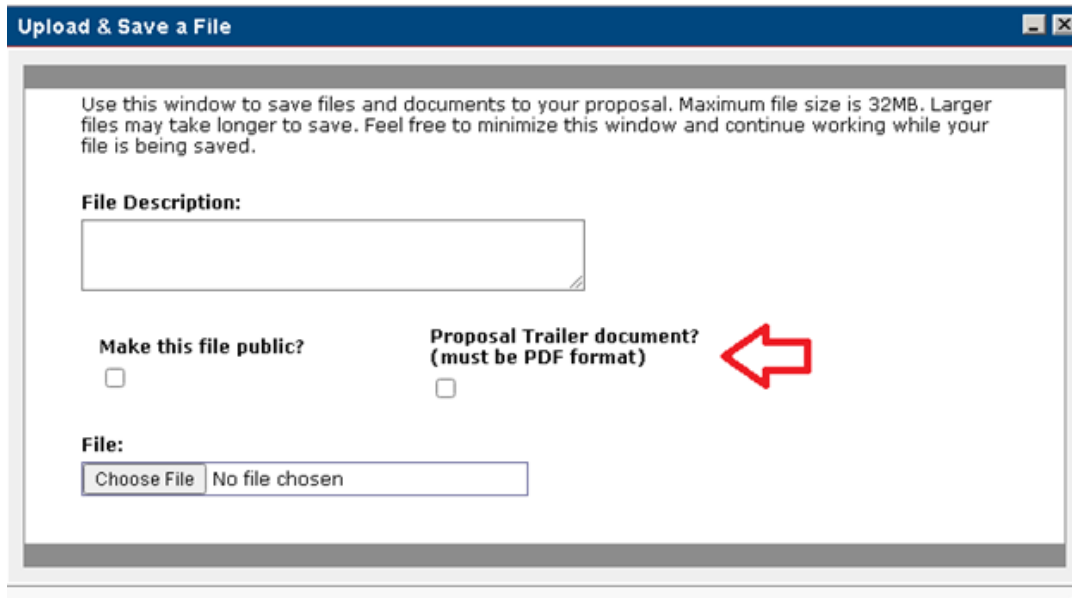 Upload & Save a File
Use this window to save files and documents to your proposal. Maximum file size is 32MB. Larger
files may take longer to save. Feel free to minimize this window and continue working while your
file is being saved.
File Description:
Make this file public?
Proposal Trailer document?
(must be PDF format)
File:
Choose File No file chosen